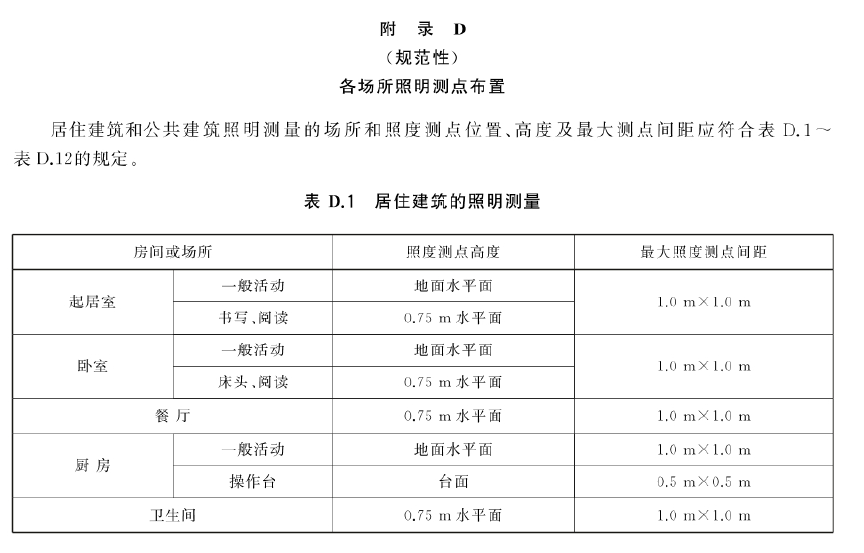 附 录 D
（规范性）
各场所照明测点布置
居住建筑和公共建筑照明测量的场所和照度测点位置、高度及最大测点间距应符合表 D.1～
表 D.12的规定。
表 D.1 居住建筑的照明测量
房间或场所 照度测点高度 最大照度测点间距
起居室 一般活动 地面水平面 1.0 m×1.0 m
书写、阅读 0.75 m 水平面
卧室 一般活动 地面水平面 1.0 m×1.0 m
床头、阅读 0.75 m 水平面
餐 厅 0.75 m 水平面 1.0 m×1.0 m
厨 房 一般活动 地面水平面 1.0 m×1.0 m
操作台 台面 0.5 m×0.5 m
卫生间 0.75 m 水平面 1.0 m×1.0 m